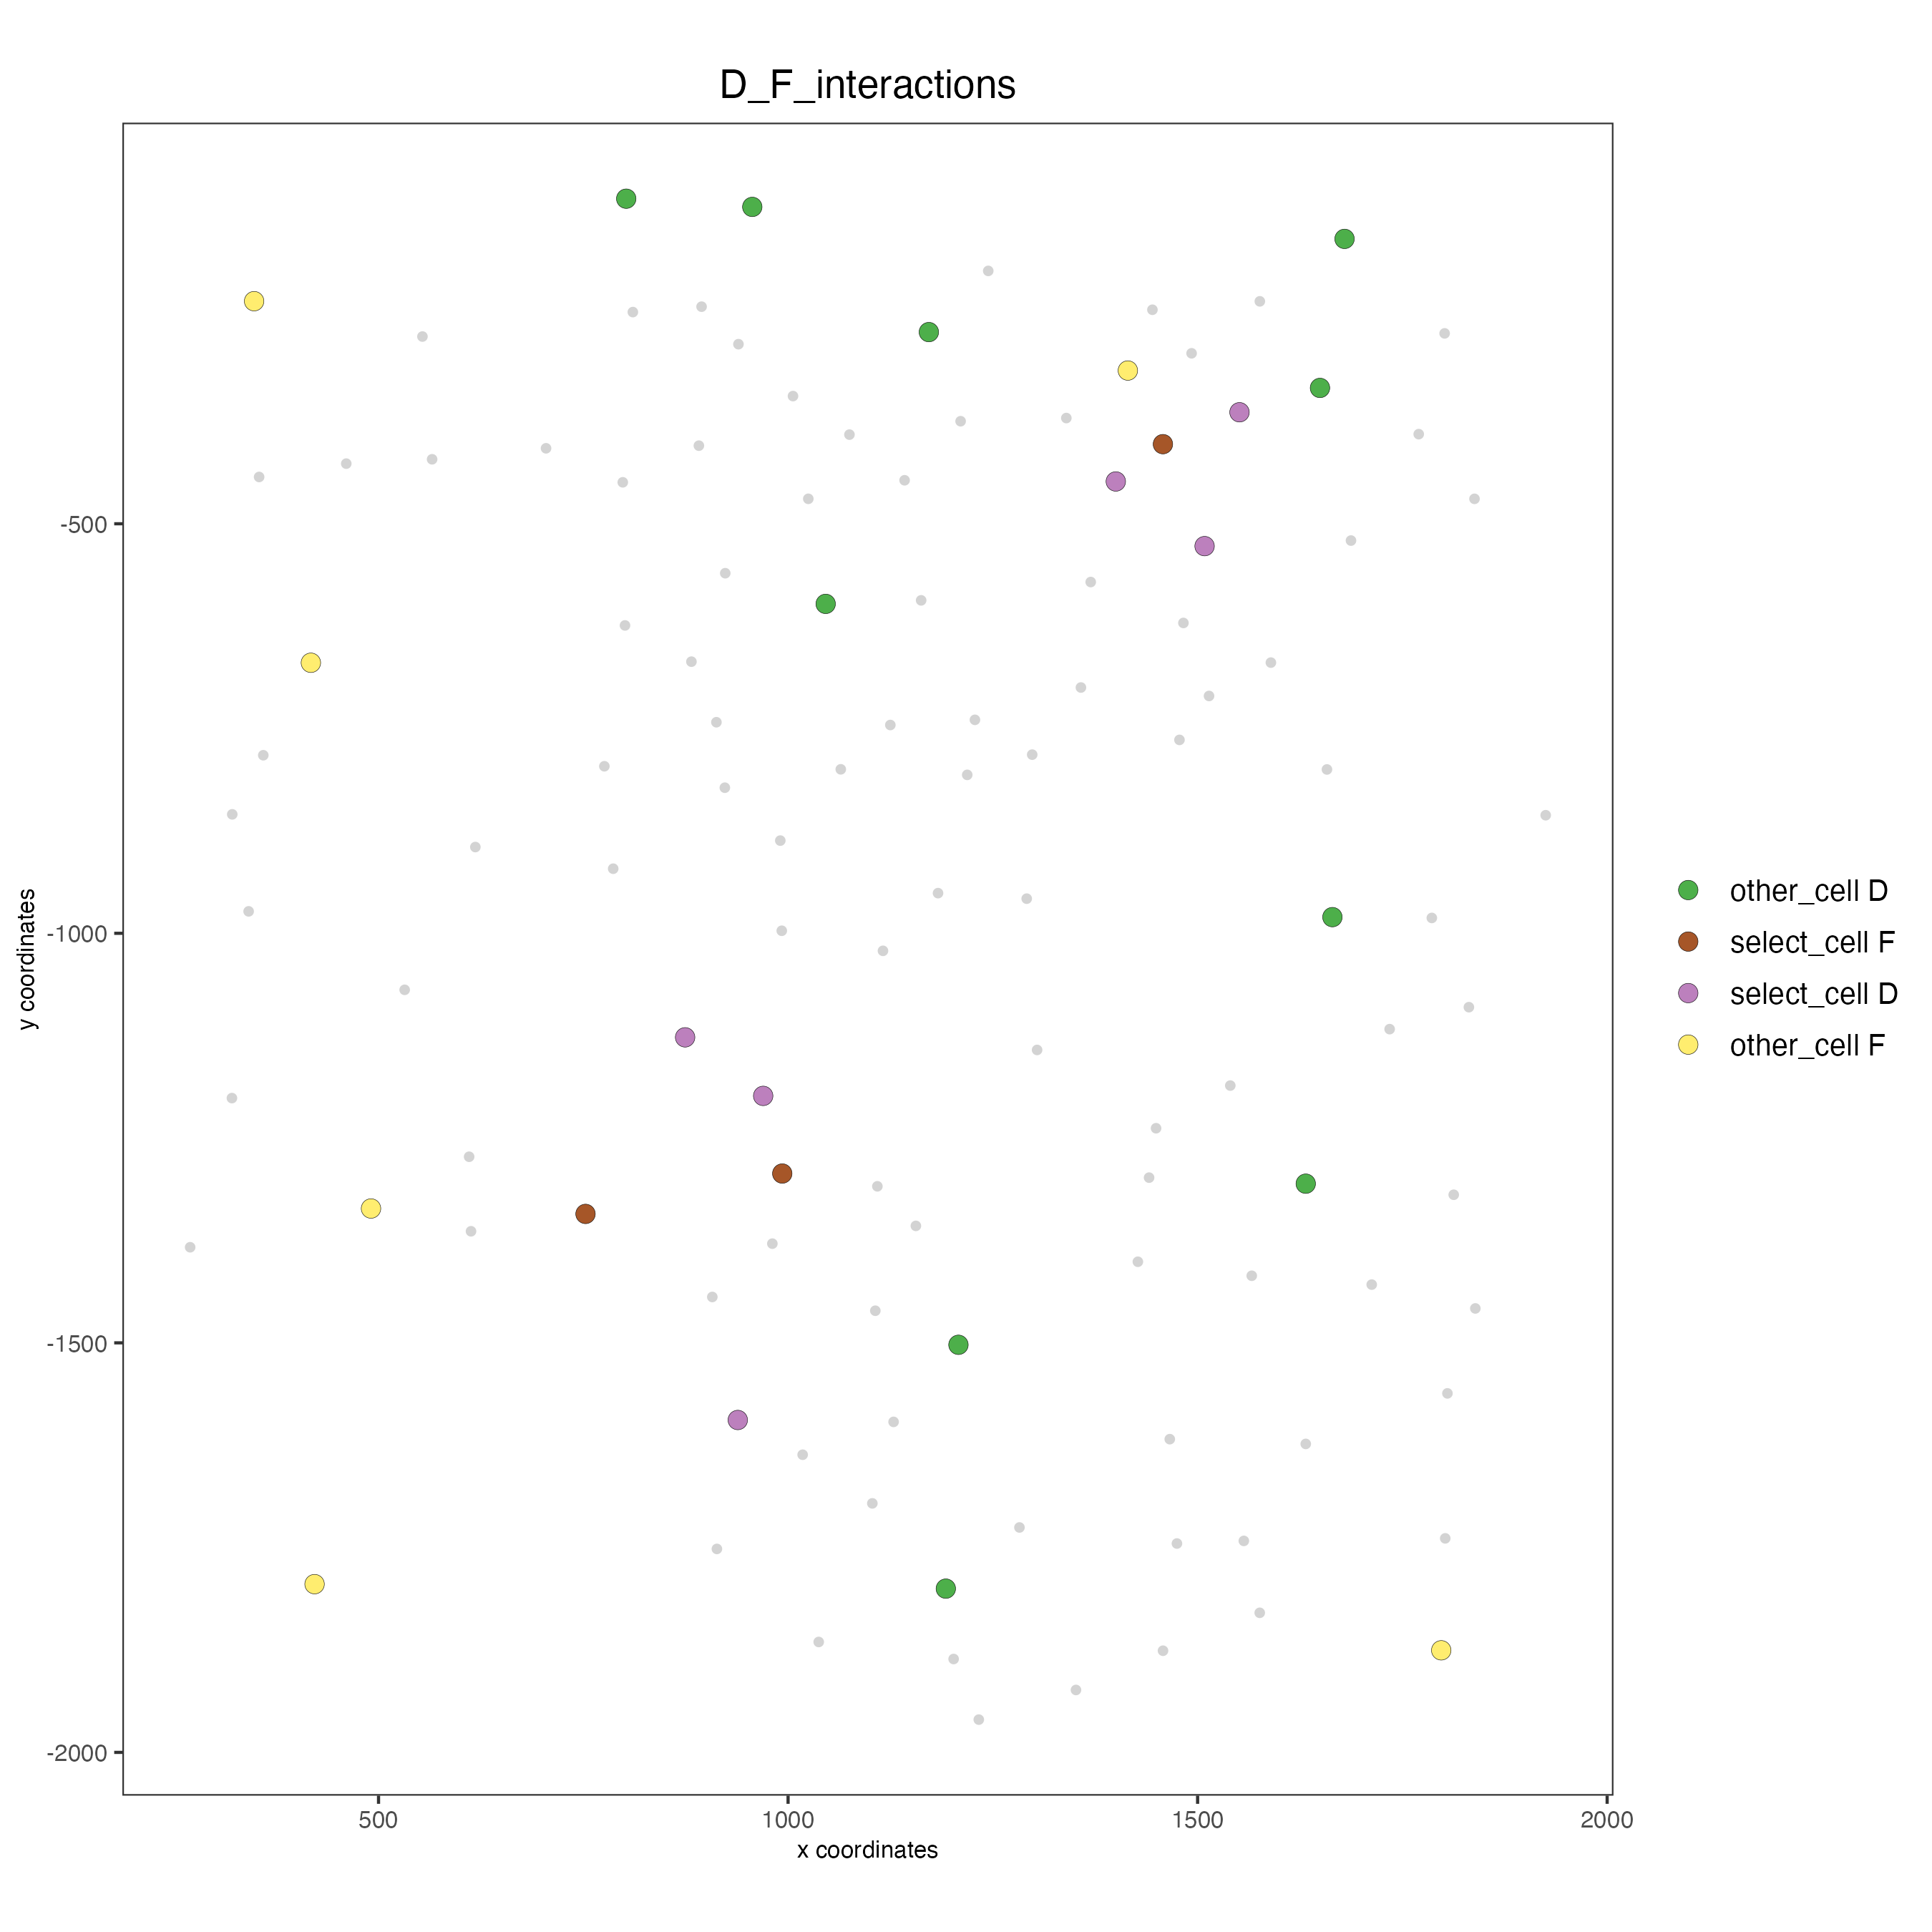 D_F_interactions
y coordinates
-500
-1000
-1500
-2000
500
1000
1500
2000
x coordinates
other_cell D
select_cell F
select_cell D
other_cell F